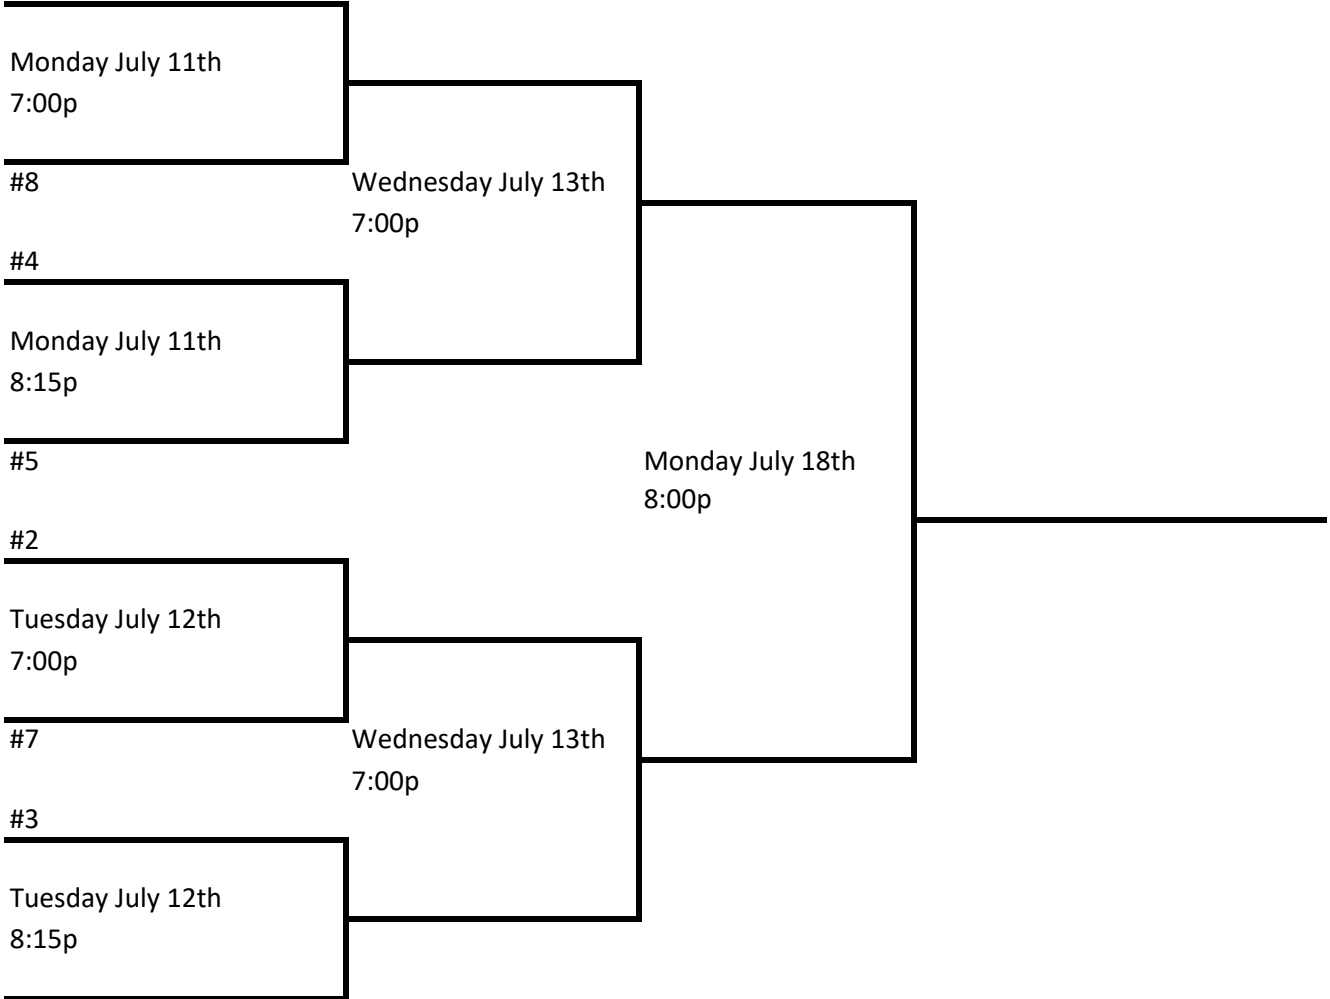 Monday July 11th
7:00p
#8
Wednesday July 13th
7:00p
#4
Monday July 11th
8:15p
#5
Monday July 18th
8:00p
#2
Tuesday July 12th
7:00p
#7
Wednesday July 13th
7:00p
#3
Tuesday July 12th
8:15p